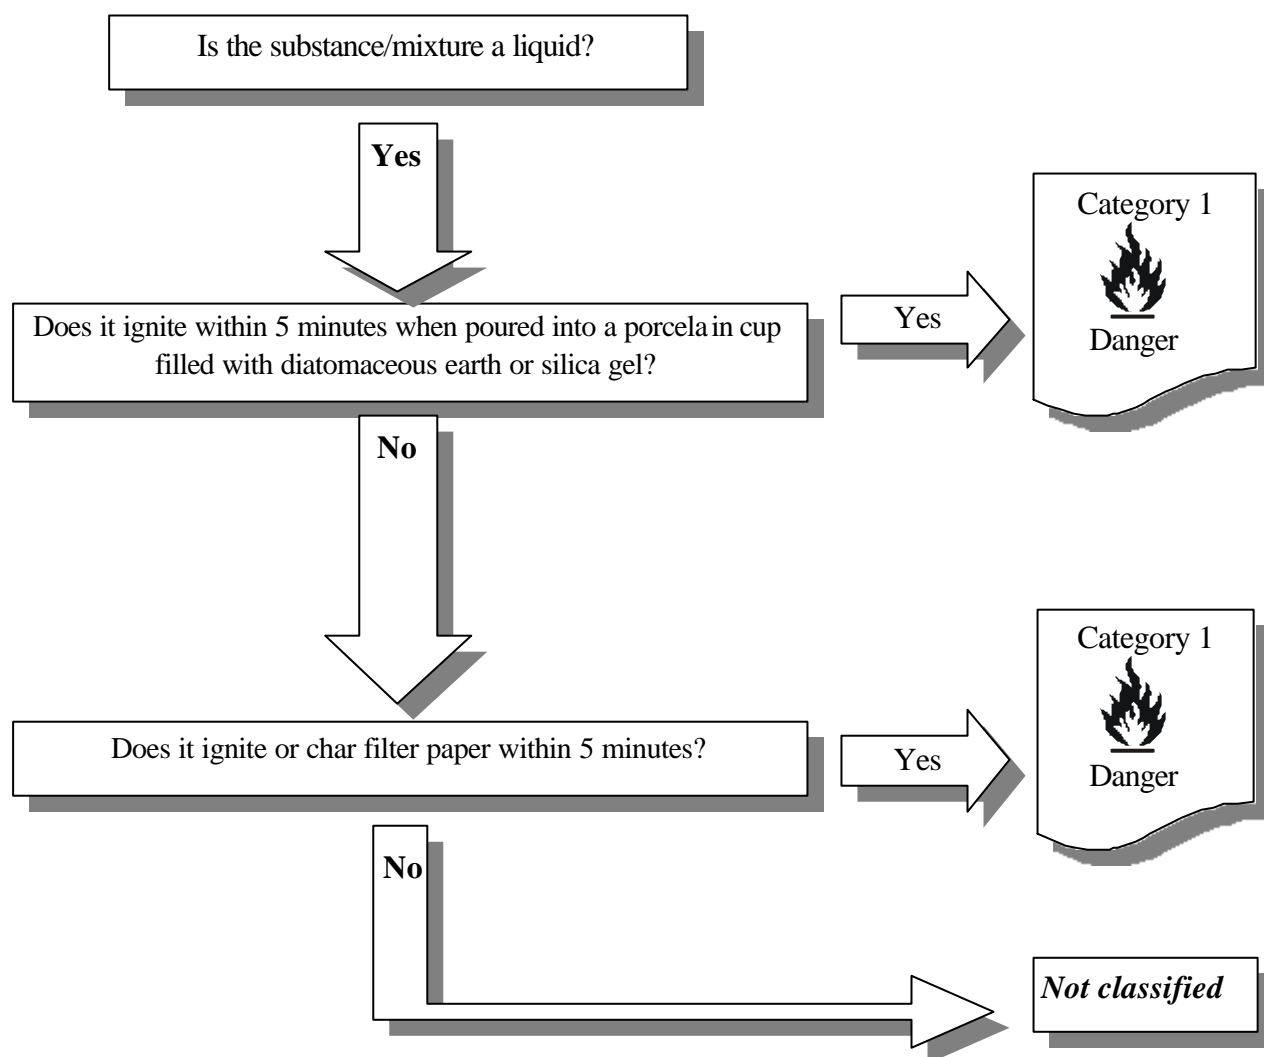 Is the substance/mixture a liquid?
Yes
Does it ignite within 5 minutes when poured into a porcelain cup
filled with diatomaceous earth or silica gel?
Yes
Category 1
Danger
No
Does it ignite or char filter paper within 5 minutes?
Yes
Category 1
Danger
No
Not classified